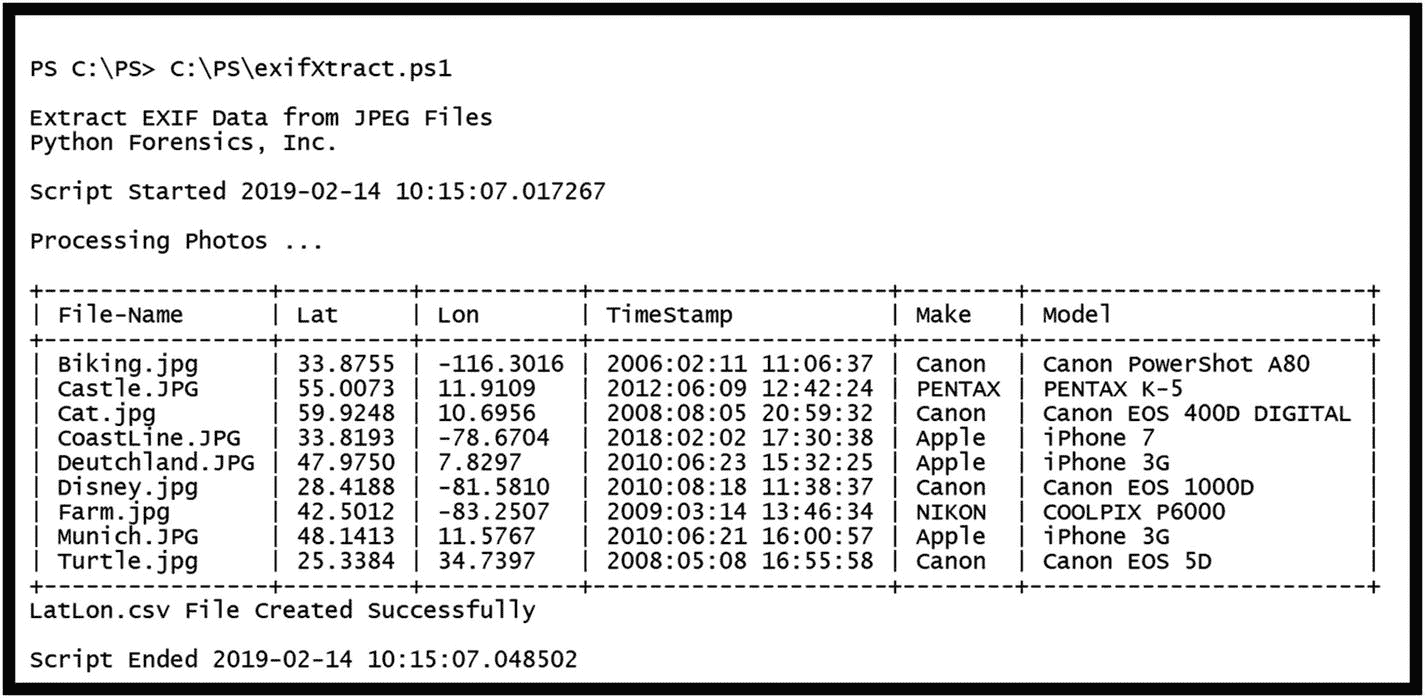 PS C:\PS> C:\PS\exifXtract.ps1
Extract EXIF Data from JPEG Files
Python Forensics, Inc.
Script Started 2019-02-14 10:15:07.017267
Processing Photos ...
+----------------+---------+-----------+---------------------+--------+------------------------+
| File-Name | Lat | Lon | TimeStamp | Make | Model |
+----------------+---------+-----------+---------------------+--------+------------------------+
| Biking.jpg | 33.8755 | -116.3016 | 2006:02:11 11:06:37 | Canon | Canon PowerShot A80 |
| Castle.JPG | 55.0073 | 11.9109 | 2012:06:09 12:42:24 | PENTAX | PENTAX K-5 |
| Cat.jpg | 59.9248 | 10.6956 | 2008:08:05 20:59:32 | Canon | Canon EOS 400D DIGITAL |
| CoastLine.JPG | 33.8193 | -78.6704 | 2018:02:02 17:30:38 | Apple | iPhone 7 |
| Deutchland.JPG | 47.9750 | 7.8297 | 2010:06:23 15:32:25 | Apple | iPhone 3G |
| Disney.jpg | 28.4188 | -81.5810 | 2010:08:18 11:38:37 | Canon | Canon EOS 1000D |
| Farm.jpg | 42.5012 | -83.2507 | 2009:03:14 13:46:34 | NIKON | COOLPIX P6000 |
| Munich.JPG | 48.1413 | 11.5767 | 2010:06:21 16:00:57 | Apple | iPhone 3G |
| Turtle.jpg | 25.3384 | 34.7397 | 2008:05:08 16:55:58 | Canon | Canon EOS 5D |
+----------------+---------+-----------+---------------------+--------+------------------------+
LatLon.csv File Created Successfully
Script Ended 2019-02-14 10:15:07.048502